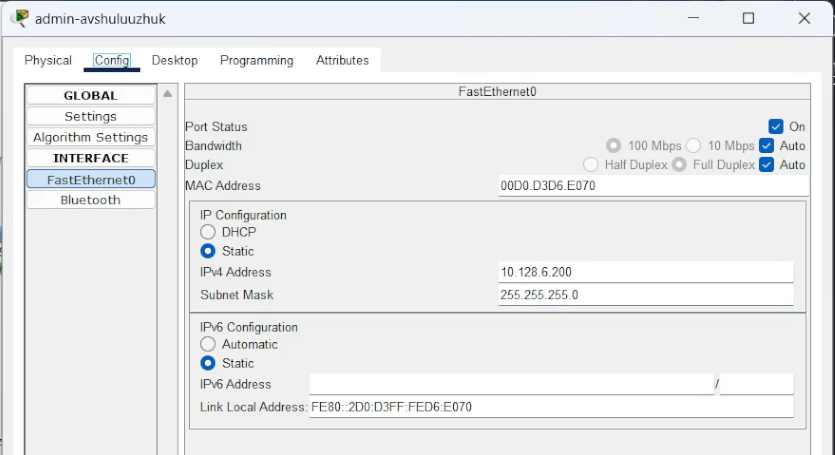 admin-avshuluuzhuk
Physical Config Desktop Programming Attributes
GLOBAL
Settings
Algorithm Settings
INTERFACE
FastEthernet0
Bluetooth
FastEthernet0
Port Status On
Bandwidth 100 Mbps 10 Mbps Auto
Duplex Half Duplex Full Duplex Auto
MAC Address 00D0.D3D6.E070
IP Configuration
DHCP
Static
IPv4 Address 10.128.6.200
Subnet Mask 255.255.255.0
IPv6 Configuration
Automatic
Static
IPv6 Address /
Link Local Address: FE80::2D0:D3FF:FED6:E070